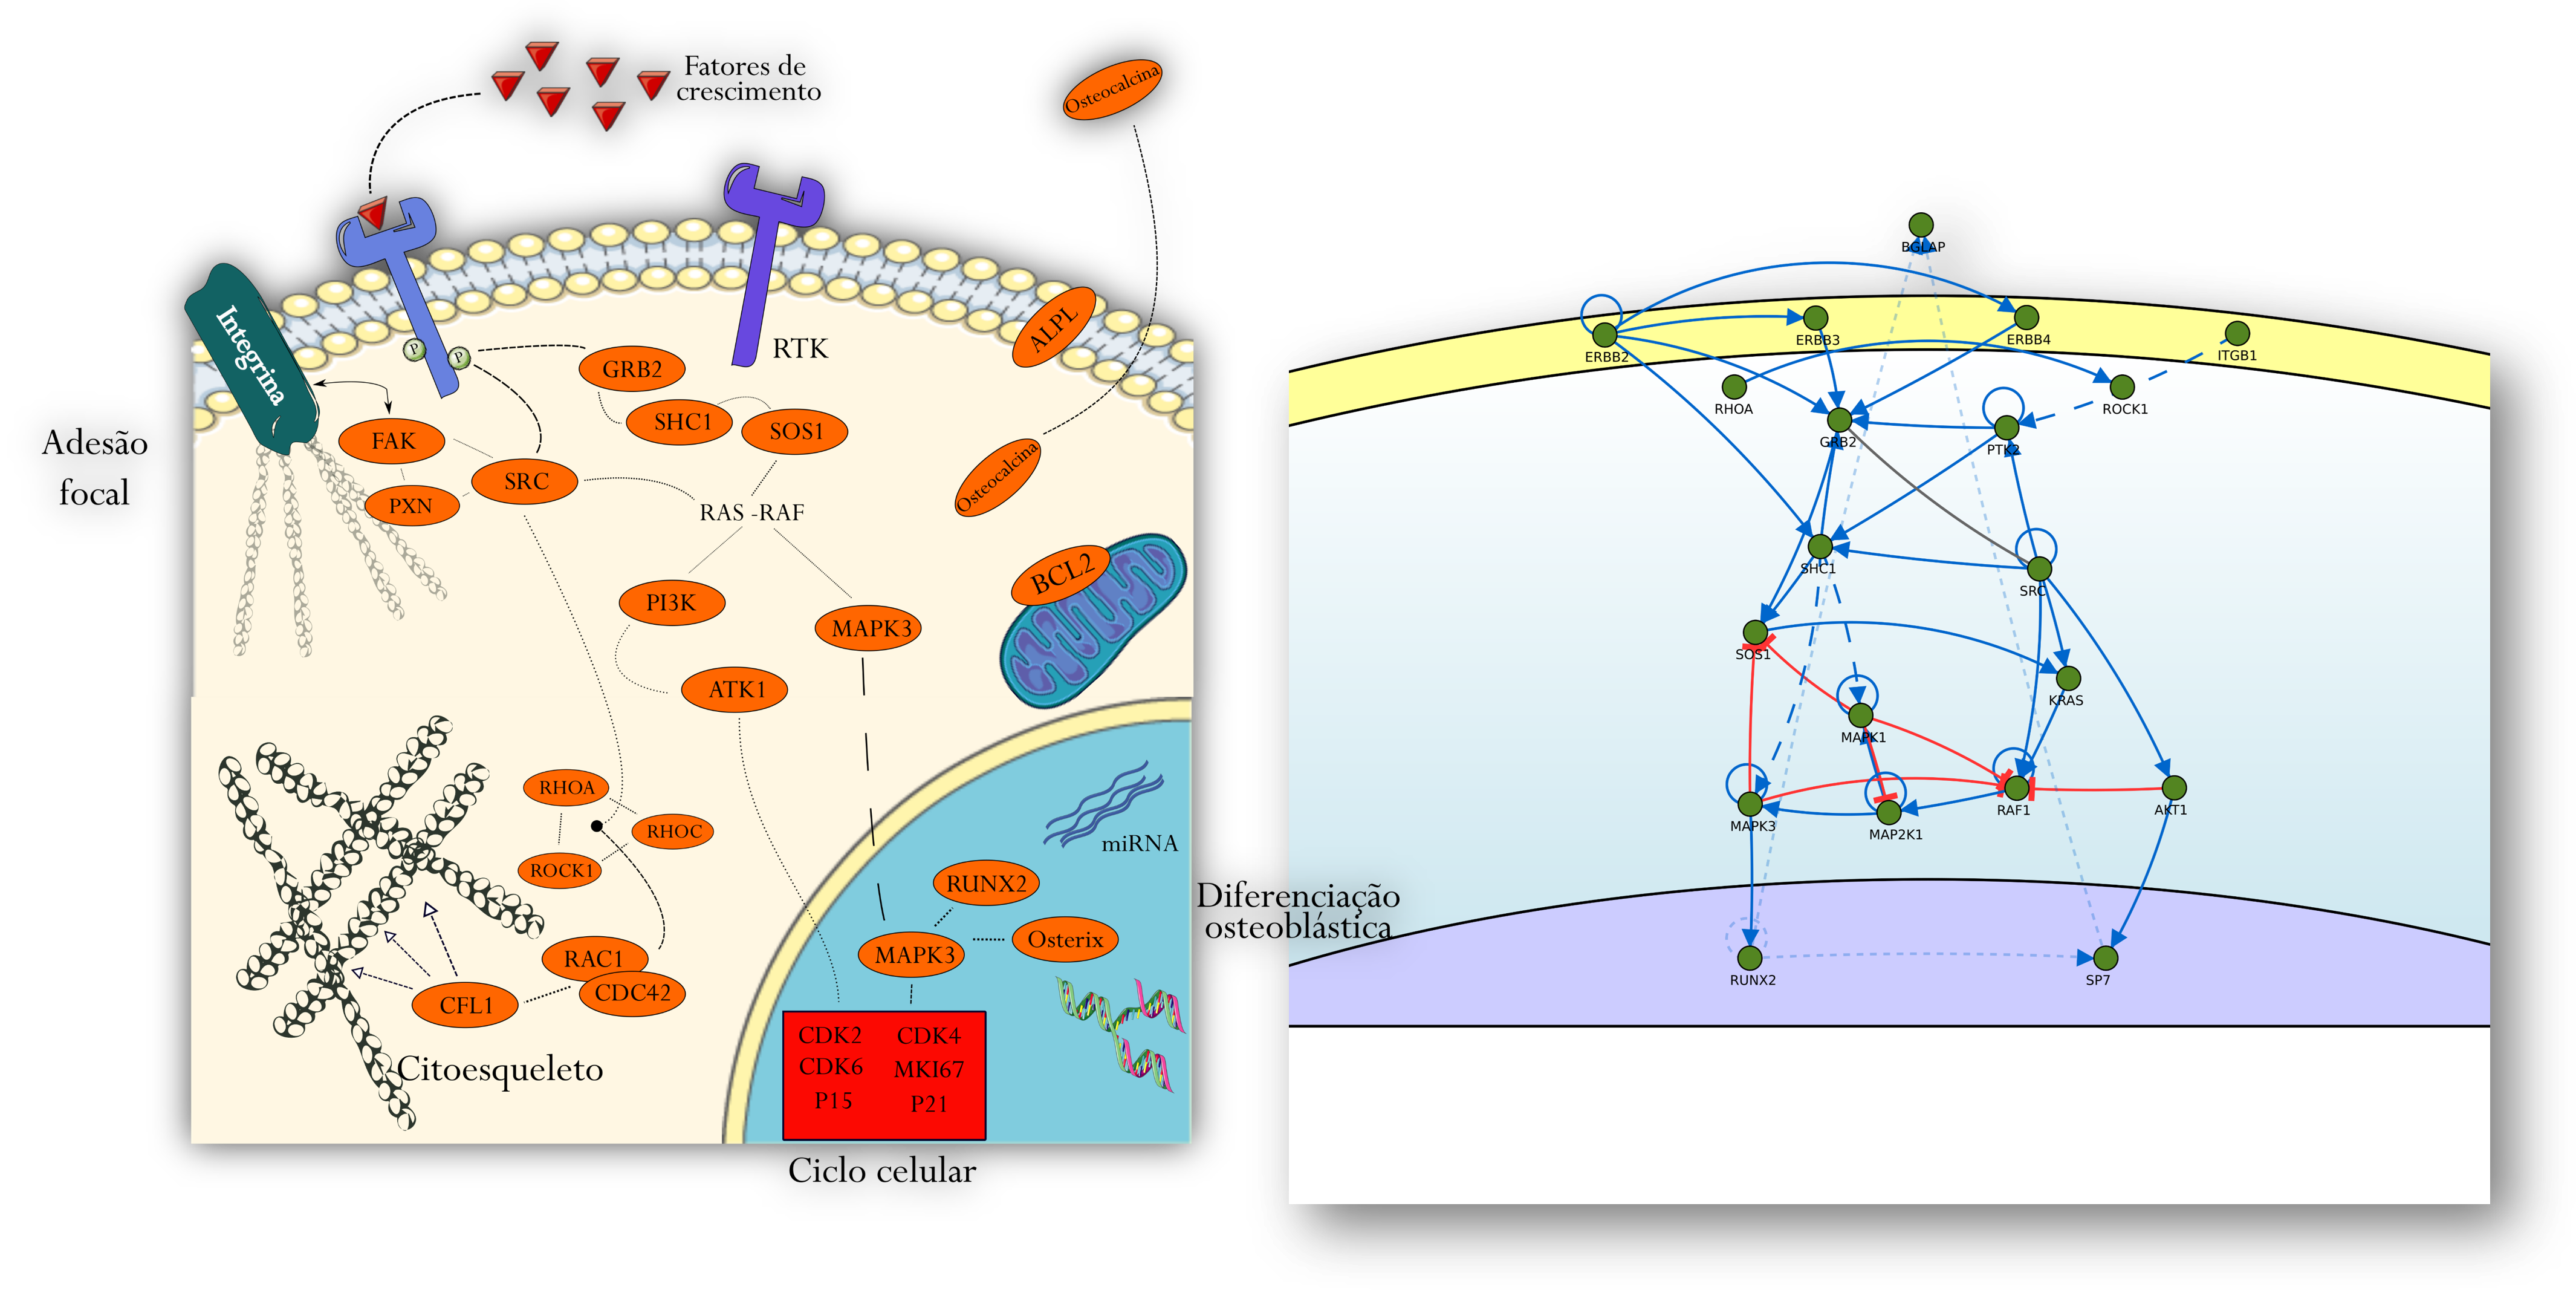 Fatores de
crescimento
Osteocalcina
Integrina
P
P
RTK
ALPL
GRB2
SHC1
SOS1
Adesão
focal
FAK
SRC
PXN
Osteocalcina
RAS -RAF
BCL2
PI3K
MAPK3
ATK1
RHOA
RHOC
ROCK1
miRNA
RUNX2
Osterix
MAPK3
RAC1
CDC42
CFL1
Citoesqueleto
CDK2 CDK4
CDK6 MKI67
P15 P21
Ciclo celular
Diferenciação
osteoblástica
BGLAP
ERBB2
ERBB3
ERBB4
ITGB1
RHOA
ROCK1
GRB2
PTK2
SHC1
SRC
SOS1
KRAS
MAPK1
MAPK3
MAP2K1
RAF1
AKT1
RUNX2
SP7